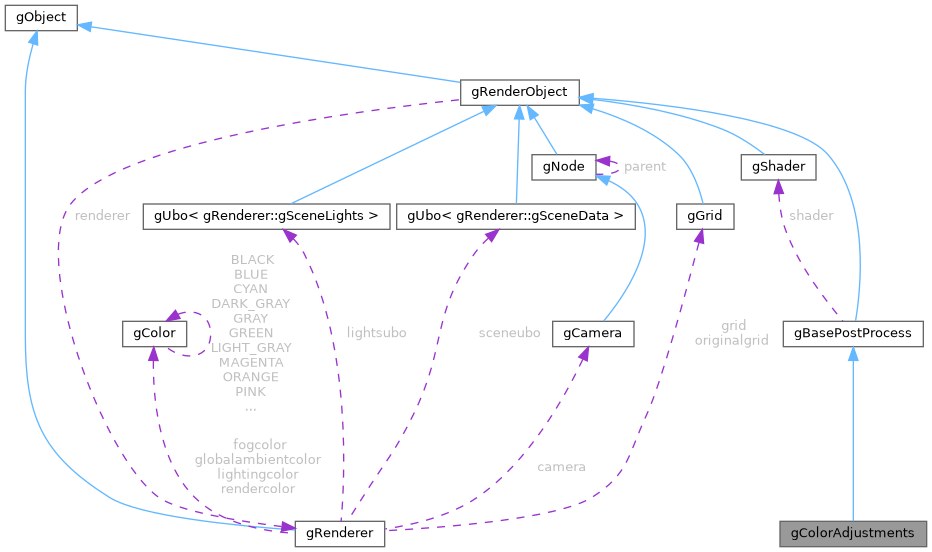 gObject
gRenderObject
gNode
parent
gShader
renderer
gUbo< gRenderer::gSceneLights >
gUbo< gRenderer::gSceneData >
gGrid
shader
BLACK
BLUE
CYAN
DARK_GRAY
GRAY
GREEN
LIGHT_GRAY
MAGENTA
ORANGE
PINK
...
gColor
lightsubo
sceneubo
gCamera
grid
originalgrid
gBasePostProcess
fogcolor
globalambientcolor
lightingcolor
rendercolor
camera
gRenderer
gColorAdjustments